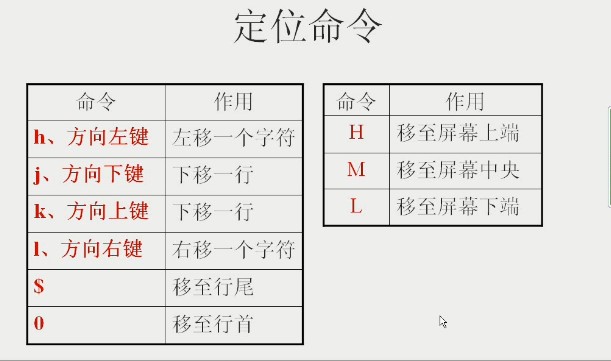 定位命令
命令 作用
h、方向左键 左移一个字符
j、方向下键 下移一行
k、方向上键 下移一行
l、方向右键 右移一个字符
$ 移至行尾
0 移至行首
命令 作用
H 移至屏幕上端
M 移至屏幕中央
L 移至屏幕下端